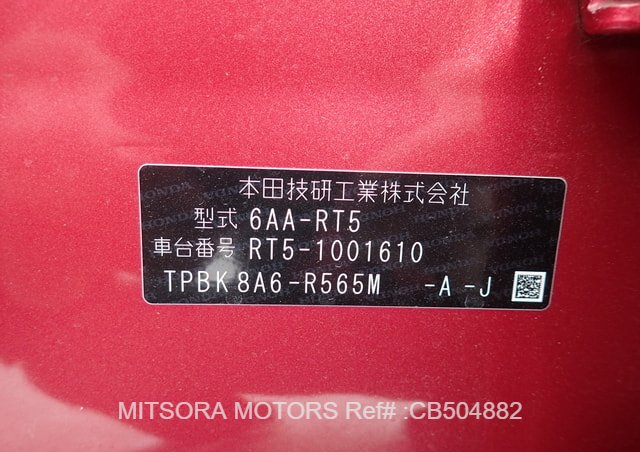 本田技研工業株式会社
型式 6AA-RT5
車台番号 RT5-1001610
TPBK 8A6-R565M -A -J
MITSORA MOTORS Ref# :CB504882